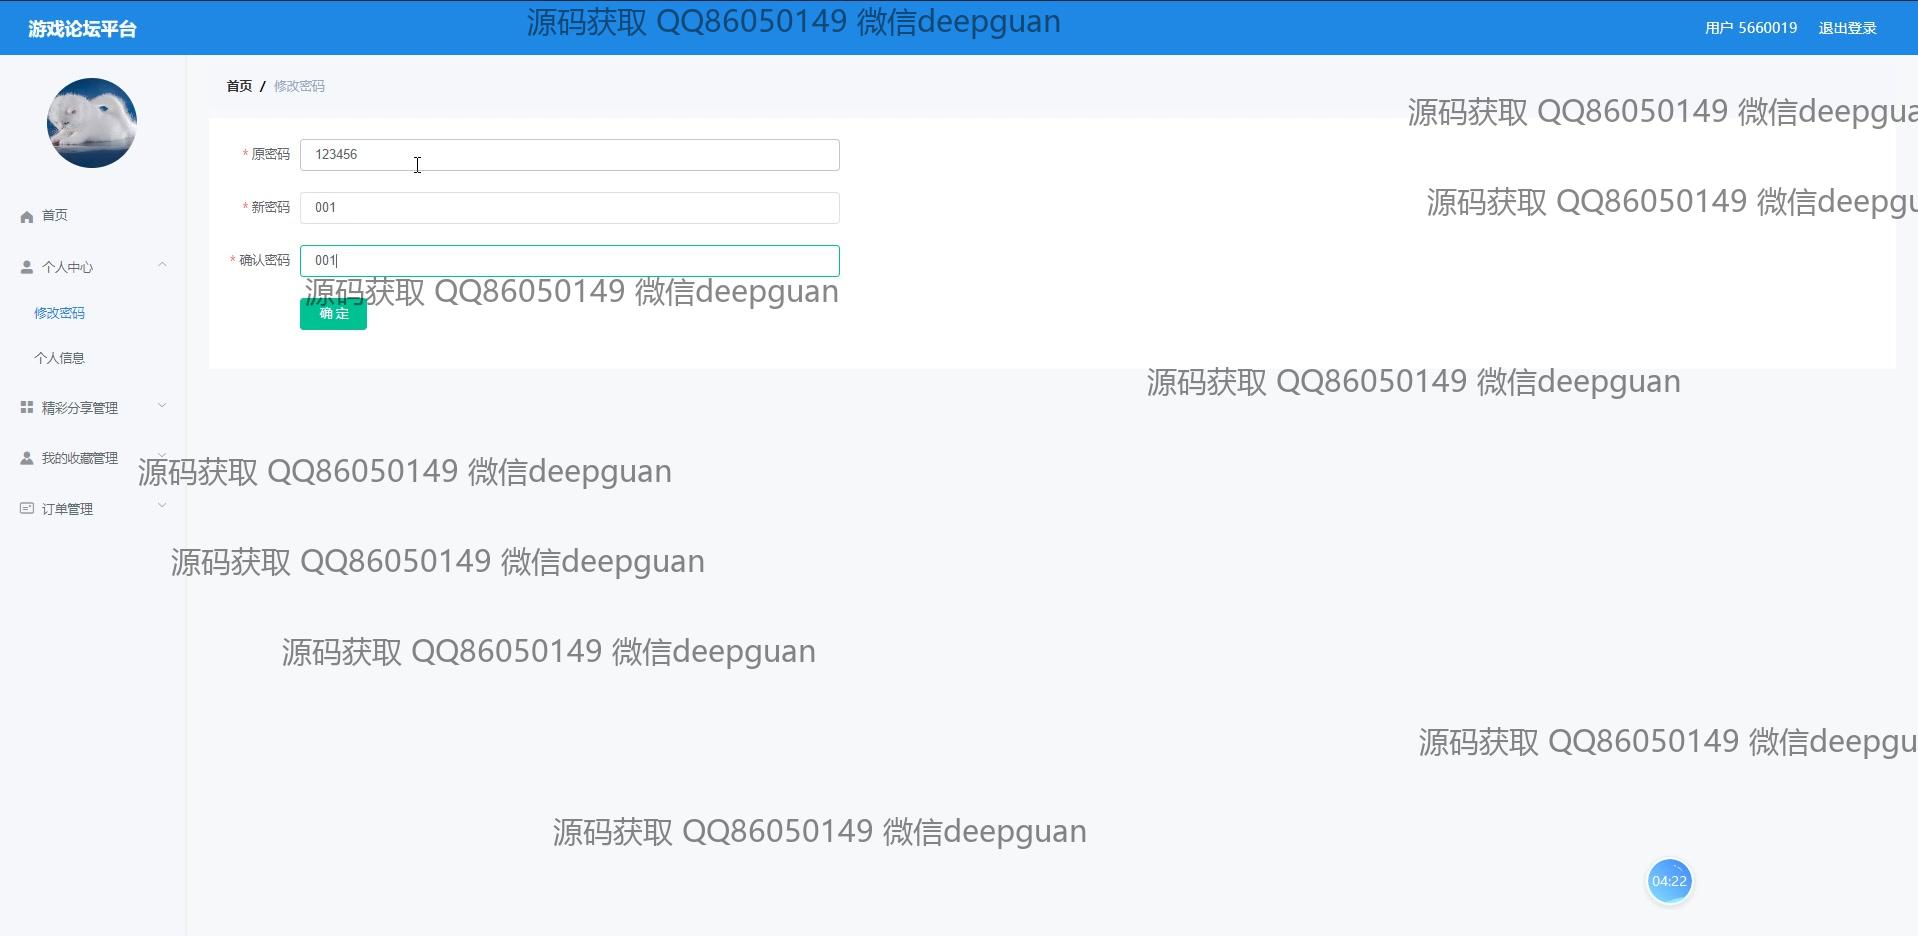 游戏论坛平台
源码获取 QQ86050149 微信deepguan
用户 5660019
退出登录
首页 / 修改密码
源码获取 QQ86050149 微信deepgua
* 原密码
123456
源码获取 QQ86050149 微信deepgu
* 新密码
001
首页
* 确认密码
001
个人中心
源码获取 QQ86050149 微信deepguan
修改密码
确定
个人信息
源码获取 QQ86050149 微信deepguan
精彩分享管理
我的收藏管理
源码获取 QQ86050149 微信deepguan
订单管理
源码获取 QQ86050149 微信deepguan
源码获取 QQ86050149 微信deepguan
源码获取 QQ86050149 微信deepgu
源码获取 QQ86050149 微信deepguan
04:22